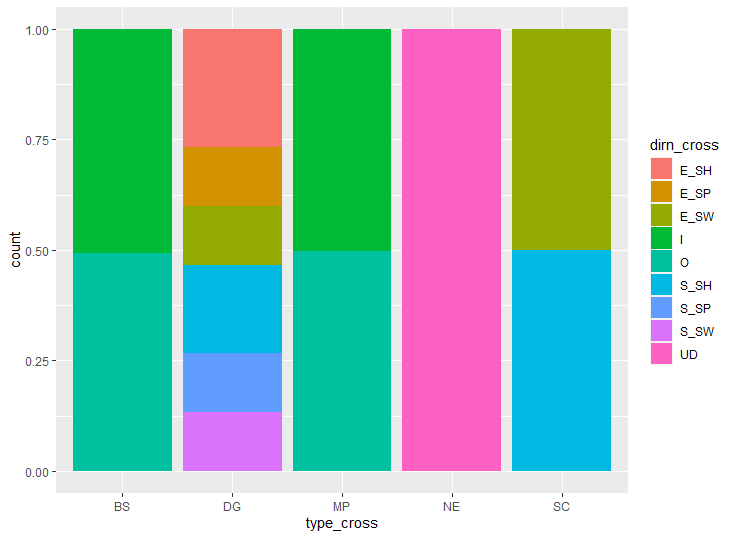 1.00
0.75
0.50
0.25
0.00
count
BS DG MP NE SC
type_cross
dirn_cross
E_SH
E_SP
E_SW
I
O
S_SH
S_SP
S_SW
UD